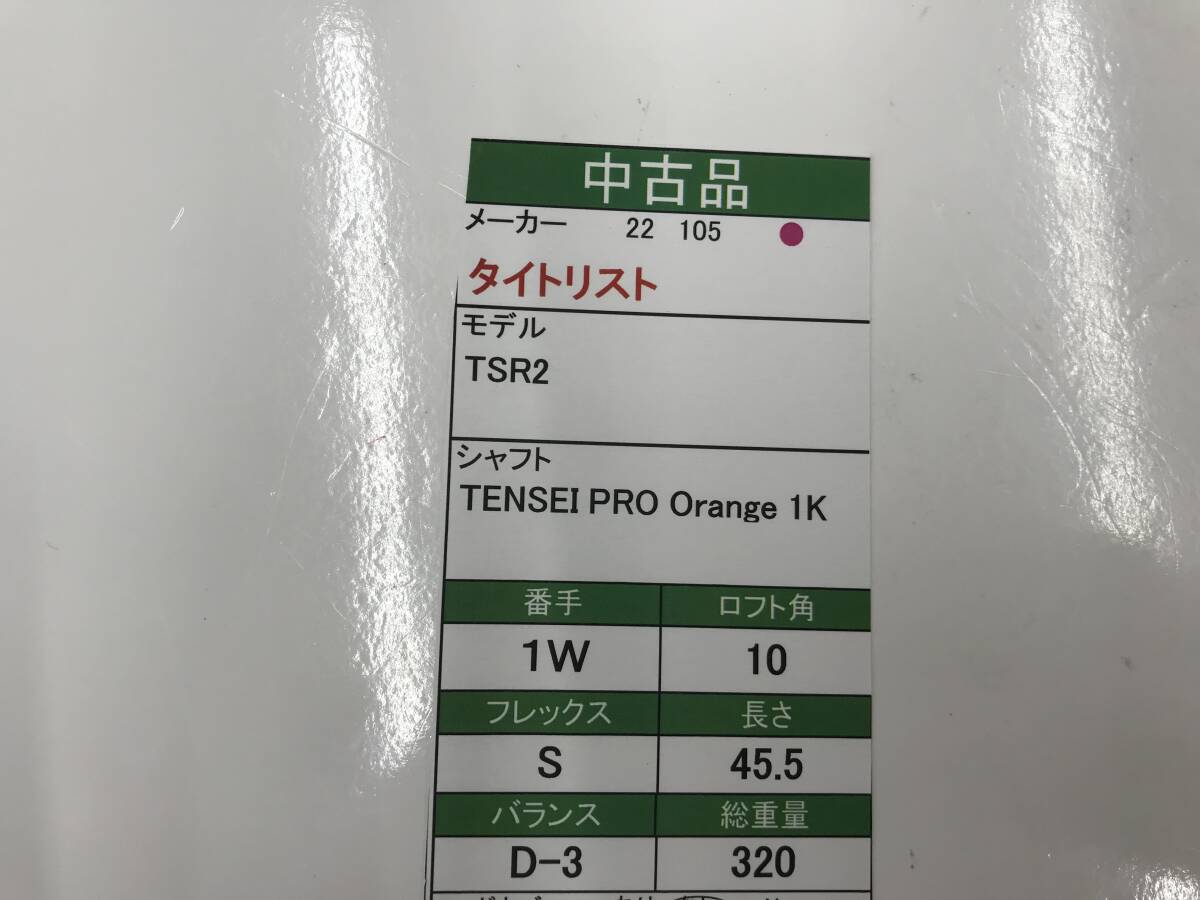 中古品
メーカー 22 105
タイトリスト
モデル
TSR2
シャフト
TENSEI PRO Orange 1K
番手 ロフト角
1W 10
フレックス 長さ
S 45.5
バランス 総重量
D-3 320